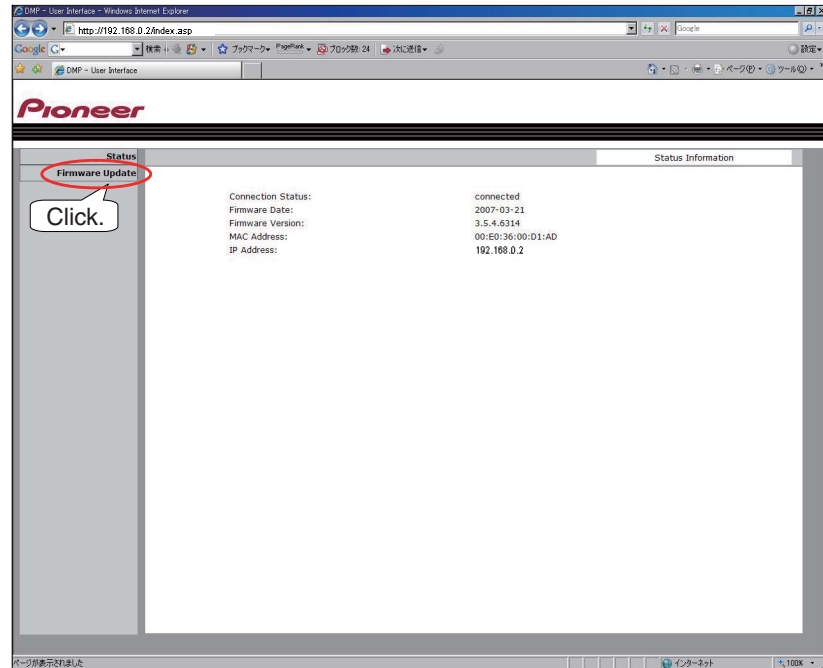 DMP - User Interface - Windows Internet Explorer
http://192.168.0.2/index.asp
Google
Google
検索
ブックマーク
PageRank
ブロック数: 24
次に送信
設定
DMP - User Interface
ページ(P)
ツール(O)
Pioneer
Status
Status Information
Firmware Update
Click.
Connection Status: connected
Firmware Date: 2007-03-21
Firmware Version: 3.5.4.6314
MAC Address: 00:E0:36:00:D1:AD
IP Address: 192.168.0.2
ページが表示されました
インターネット
100%